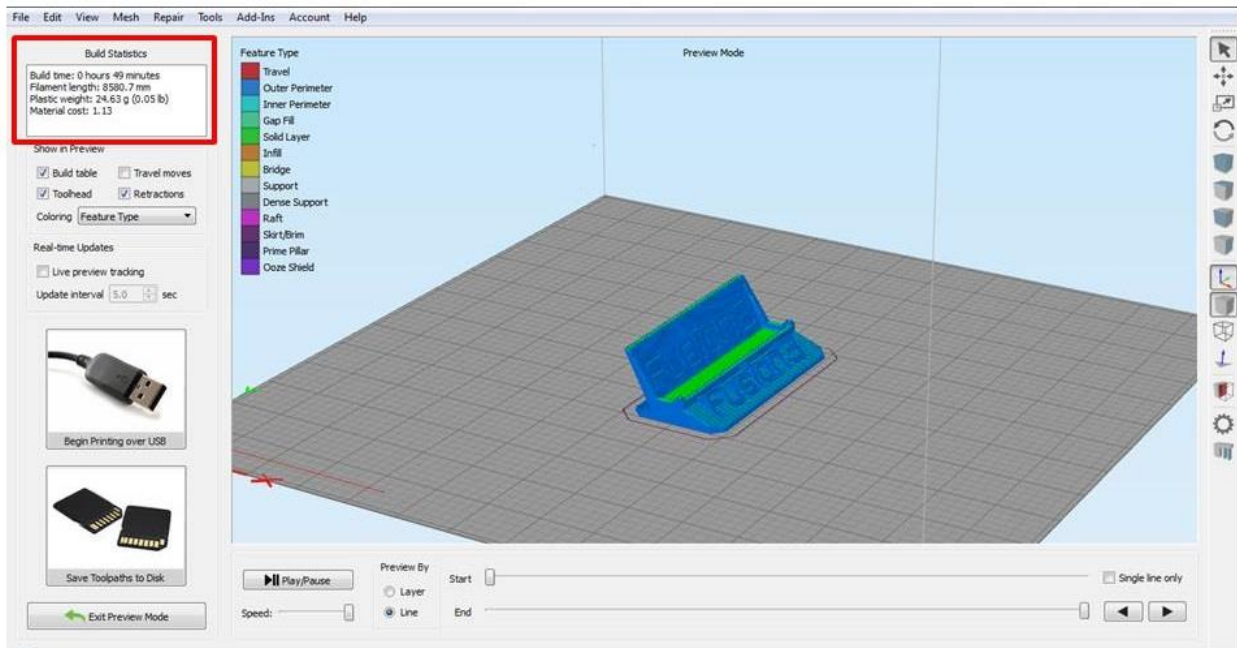 File Edit View Mesh Repair Tools Add-Ins Account Help
Build Statistics
Build time: 0 hours 49 minutes
Filament length: 8580.7 mm
Plastic weight: 24.63 g (0.05 lb)
Material cost: 1.13
Show in Preview
Build table
Travel moves
Toolhead
Retractions
Coloring Feature Type
Real-time Updates
Live preview tracking
Update interval 5.0 sec
Begin Printing over USB
Save Toolpaths to Disk
Exit Preview Mode
Feature Type
Travel
Outer Perimeter
Inner Perimeter
Gap Fill
Solid Layer
Infill
Bridge
Support
Dense Support
Raft
Skirt/Brim
Prime Pillar
Ooze Shield
Preview Mode
Fusion3
Play/Pause
Speed:
Preview By
Layer
Line
Start
End
Single line only